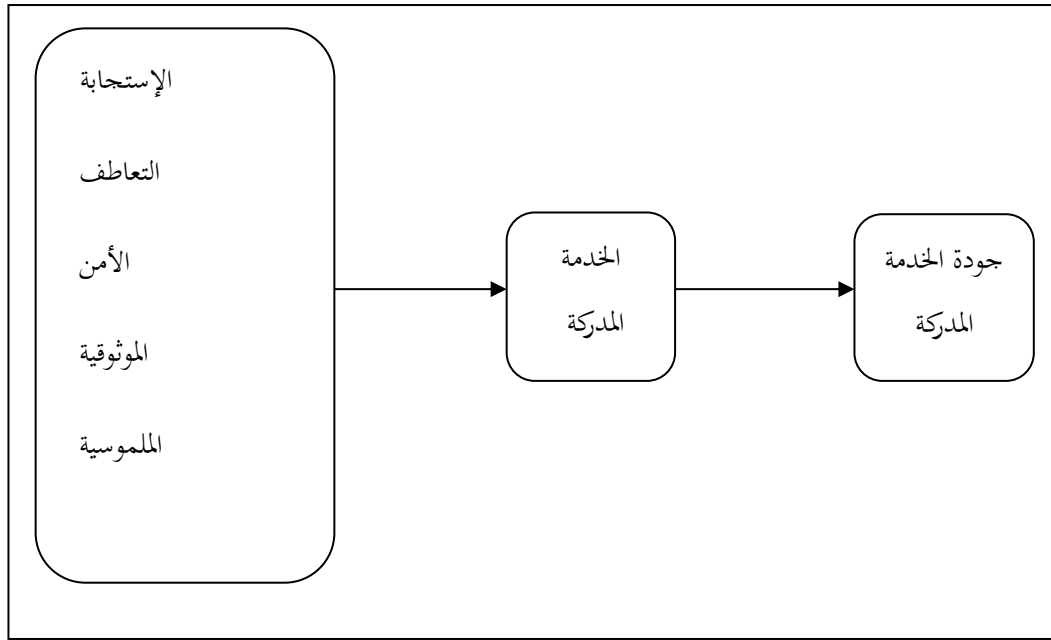 الإستجابة
التعاطف
الأمن
الموثوقية
الملموسية
الخدمة
المدركة
جودة الخدمة
المدركة